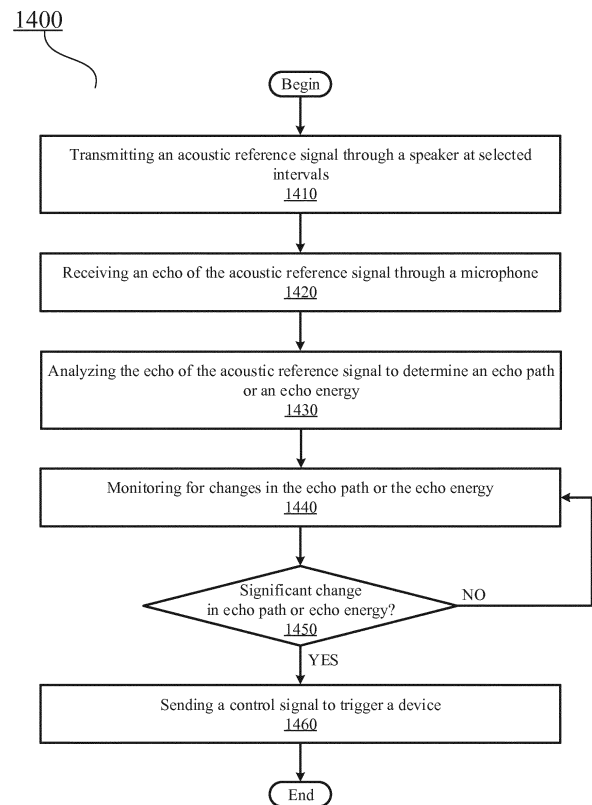 1400
Begin
Transmitting an acoustic reference signal through a speaker at selected
intervals
1410
Receiving an echo of the acoustic reference signal through a microphone
1420
Analyzing the echo of the acoustic reference signal to determine an echo path
or an echo energy
1430
Monitoring for changes in the echo path or the echo energy
1440
Significant change
in echo path or echo energy?
1450
NO
YES
Sending a control signal to trigger a device
1460
End